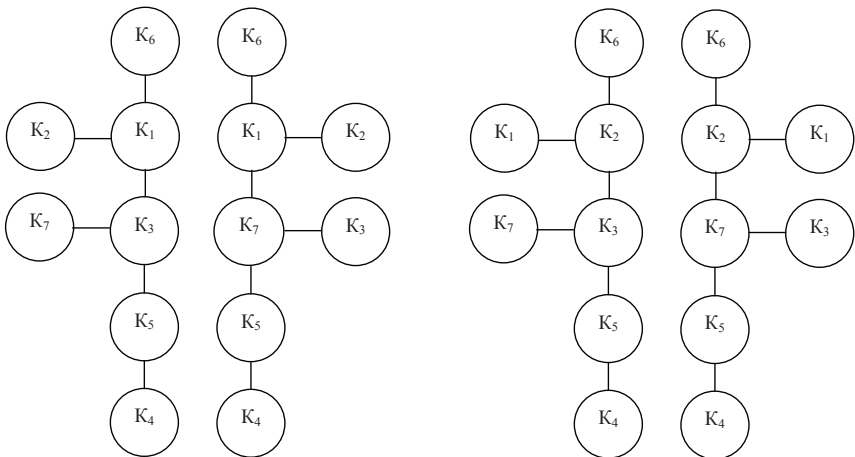 K₆ K₆ K₆ K₆
K₂ K₁ K₁ K₂ K₁ K₂ K₂ K₁
K₇ K₃ K₇ K₃ K₇ K₃ K₇ K₃
K₅ K₅ K₅ K₅
K₄ K₄ K₄ K₄